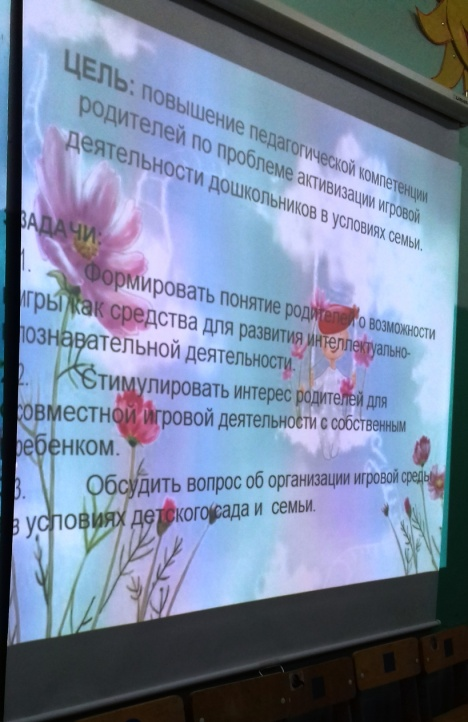 ЦЕЛЬ: повышение педагогической компетенции
родителей по проблеме активизации игровой
деятельности дошкольников в условиях семьи.
ЗАДАЧИ:
1. Формировать понятие родителей о возможности
игры как средства для развития интеллектуально-
познавательной деятельности.
2. Стимулировать интерес родителей для
совместной игровой деятельности с собственным
ребенком.
3. Обсудить вопрос об организации игровой среды
в условиях детского сада и семьи.